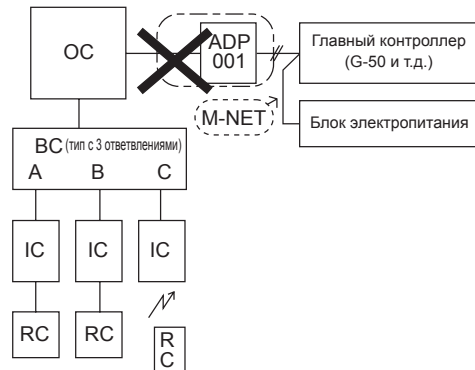 OC
ADP
001
Главный контроллер
(G-50 и т.д.)
M-NET
Блок электропитания
BC (тип с 3 ответвлениями)
A B C
IC IC IC
RC RC
R
C